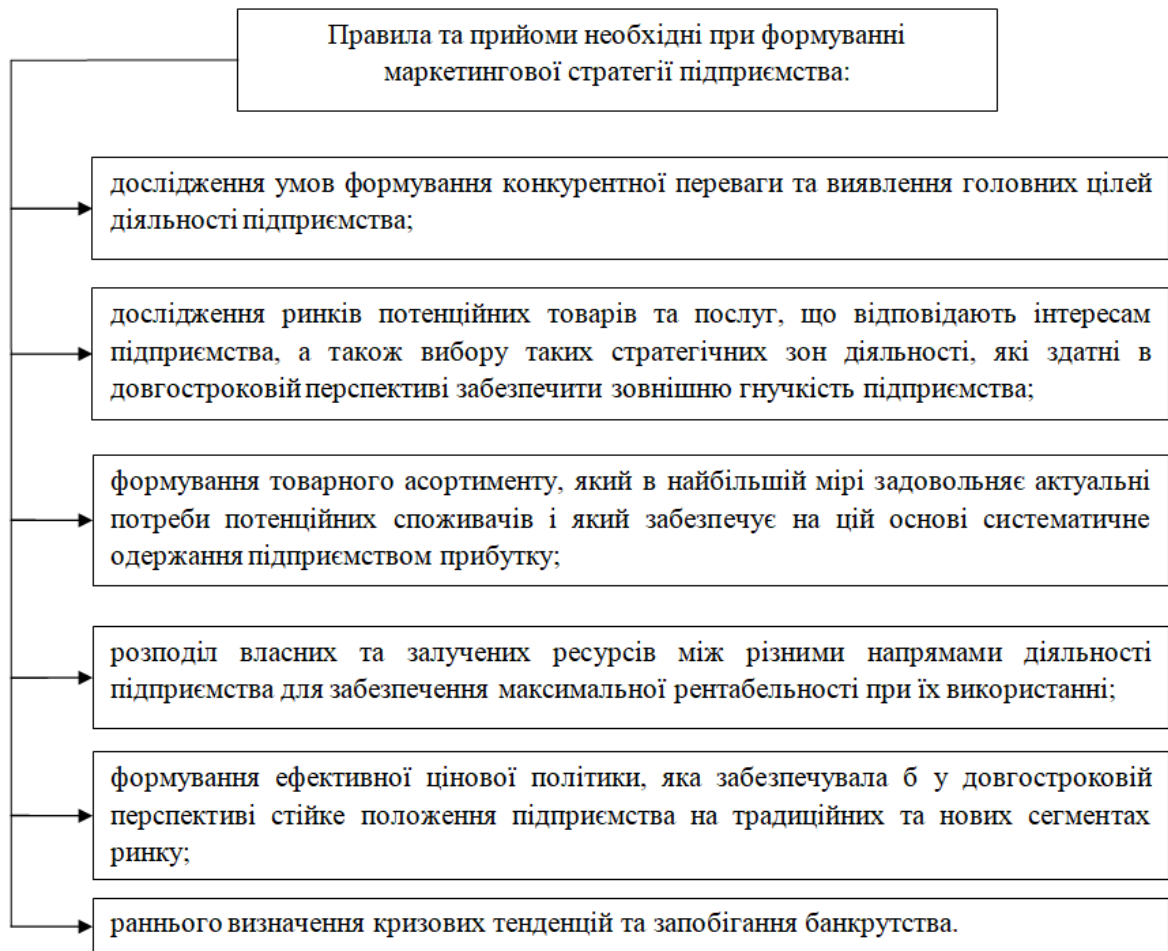 Правила та прийоми необхідні при формуванні
маркетингової стратегії підприємства:
дослідження умов формування конкурентної переваги та виявлення головних цілей
діяльності підприємства;
дослідження ринків потенційних товарів та послуг, що відповідають інтересам
підприємства, а також вибору таких стратегічних зон діяльності, які здатні в
довгостроковій перспективі забезпечити зовнішню гнучкість підприємства;
формування товарного асортименту, який в найбільшій мірі задовольняє актуальні
потреби потенційних споживачів і який забезпечує на цій основі систематичне
одержання підприємством прибутку;
розподіл власних та залучених ресурсів між різними напрямами діяльності
підприємства для забезпечення максимальної рентабельності при їх використанні;
формування ефективної цінової політики, яка забезпечувала б у довгостроковій
перспективі стійке положення підприємства на традиційних та нових сегментах
ринку;
раннього визначення кризових тенденцій та запобігання банкрутства.